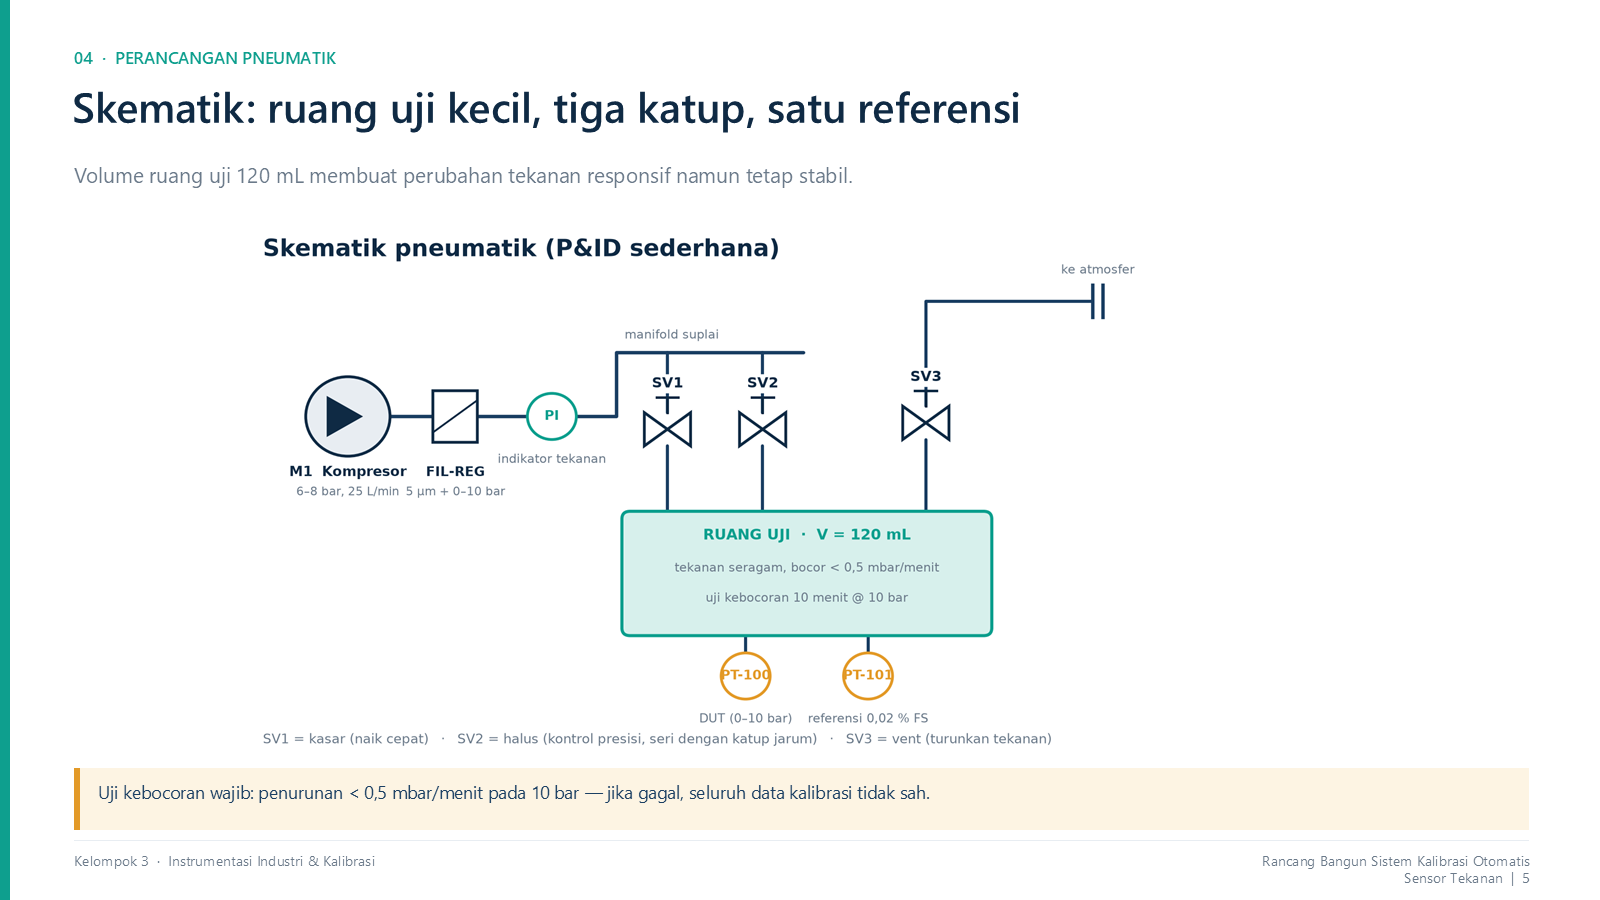 04 · PERANCANGAN PNEUMATIK
Skematik: ruang uji kecil, tiga katup, satu referensi
Volume ruang uji 120 mL membuat perubahan tekanan responsif namun tetap stabil.
Skematik pneumatik (P&ID sederhana)
ke atmosfer
manifold suplai
SV1
SV2
SV3
PI
indikator tekanan
M1 Kompresor
FIL-REG
6–8 bar, 25 L/min
5 µm + 0–10 bar
RUANG UJI · V = 120 mL
tekanan seragam, bocor < 0,5 mbar/menit
uji kebocoran 10 menit @ 10 bar
PT-100
PT-101
DUT (0–10 bar)
referensi 0,02 % FS
SV1 = kasar (naik cepat) · SV2 = halus (kontrol presisi, seri dengan katup jarum) · SV3 = vent (turunkan tekanan)
Uji kebocoran wajib: penurunan < 0,5 mbar/menit pada 10 bar — jika gagal, seluruh data kalibrasi tidak sah.
Kelompok 3 · Instrumentasi Industri & Kalibrasi
Rancang Bangun Sistem Kalibrasi Otomatis
Sensor Tekanan | 5